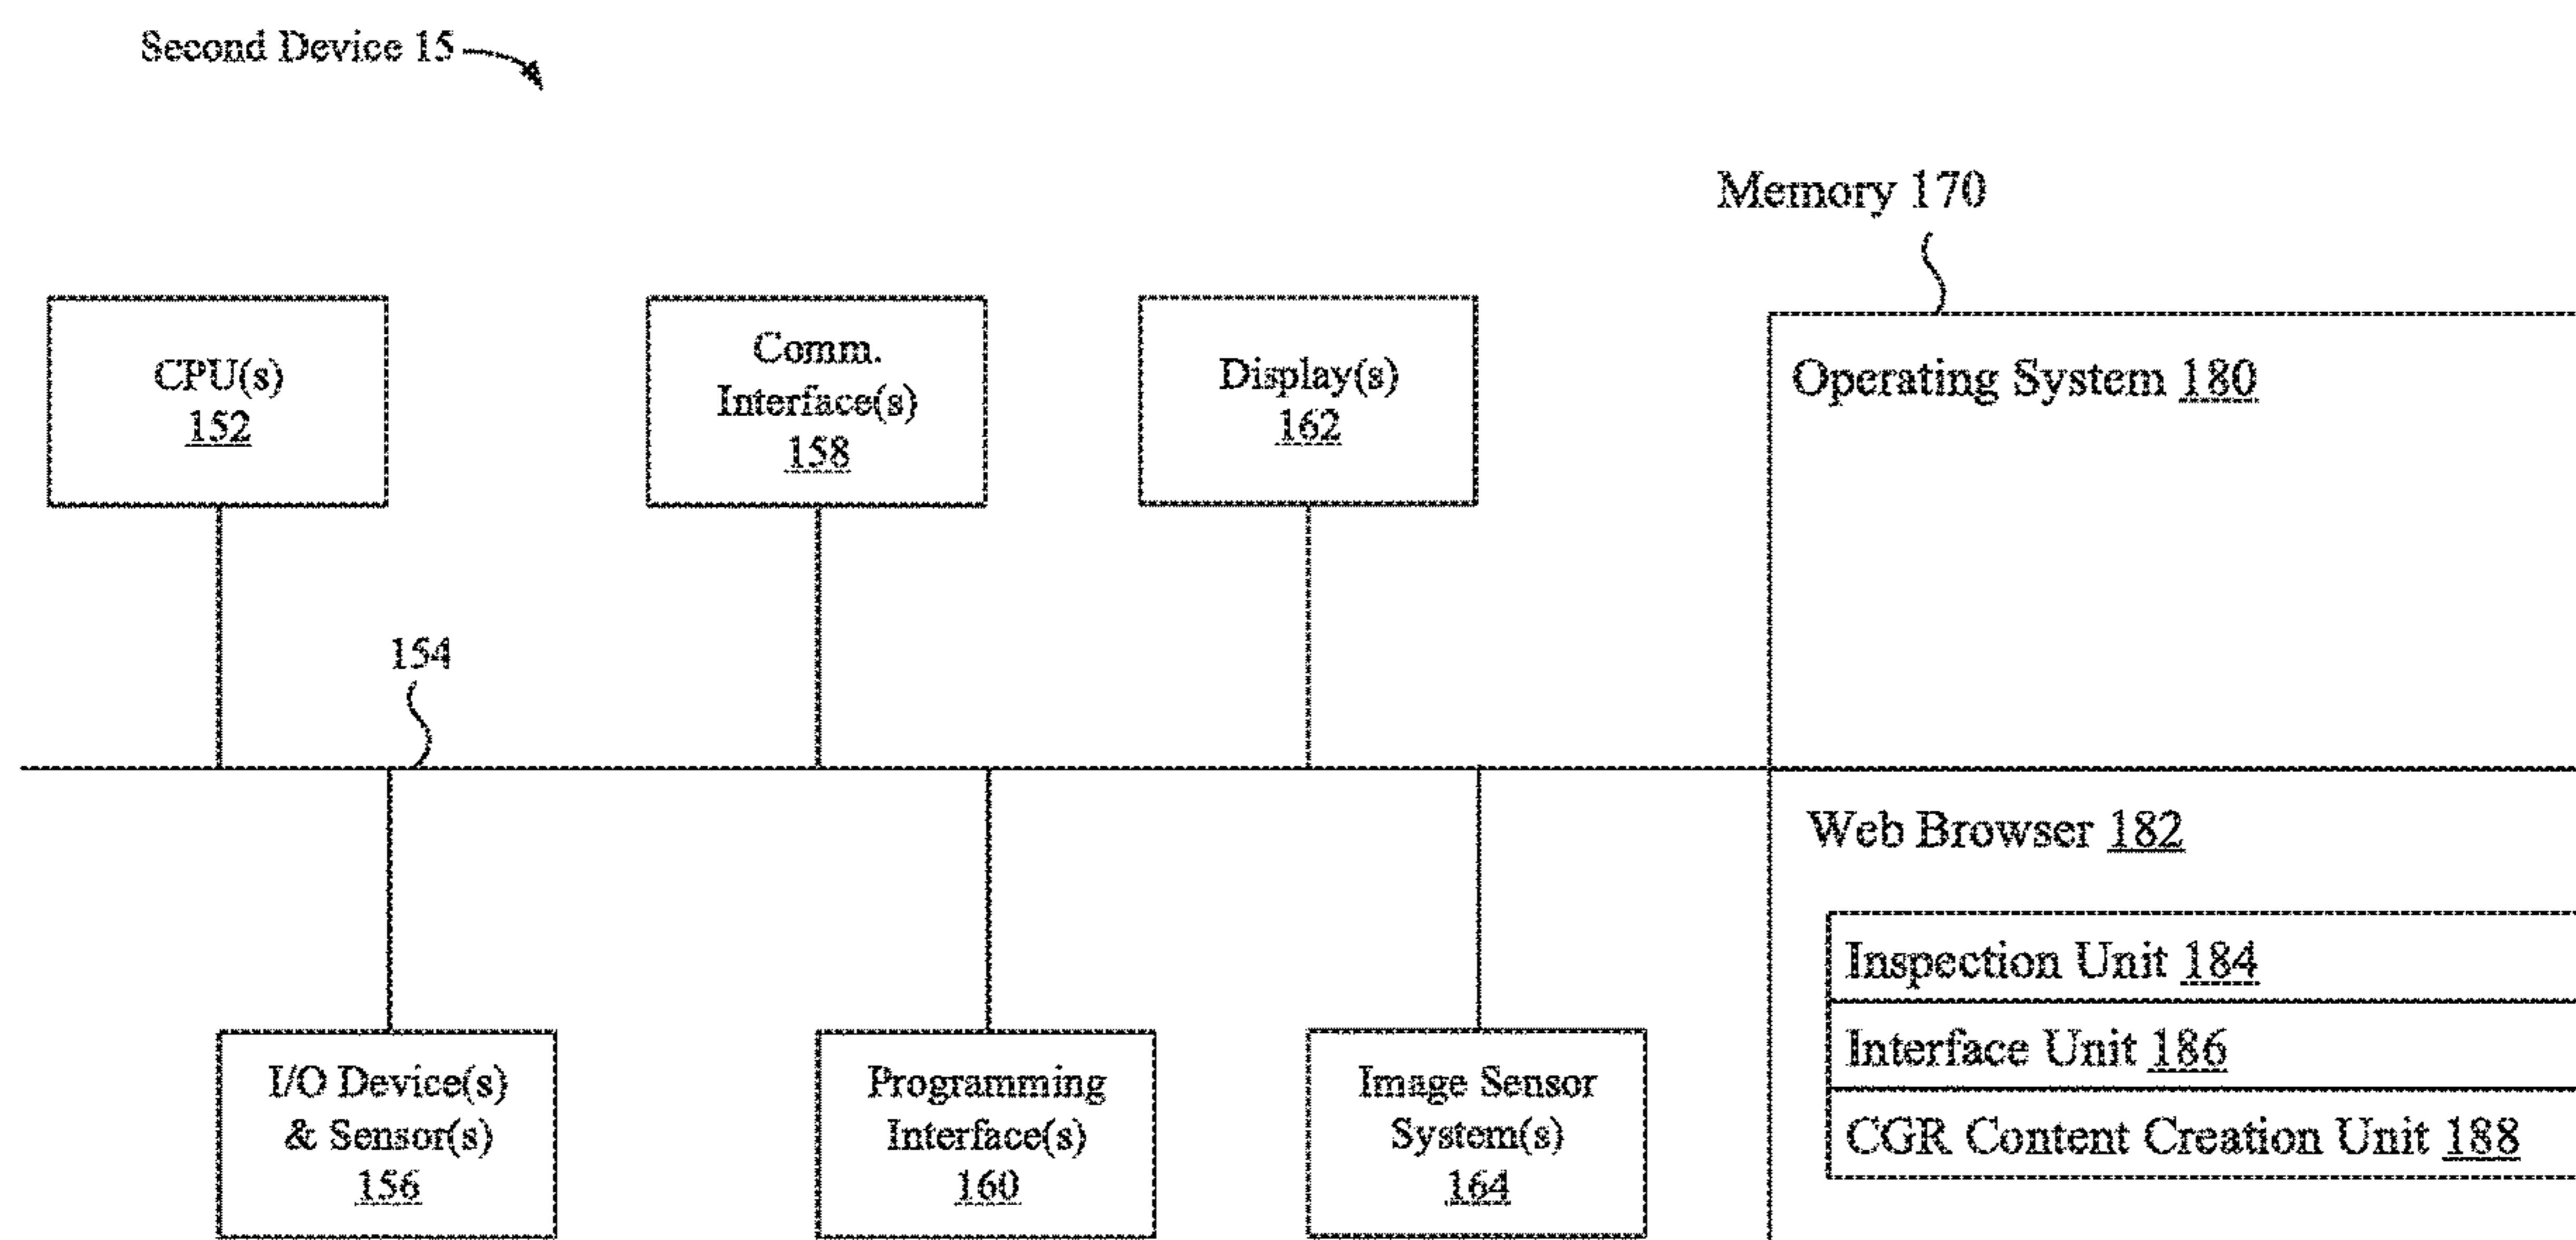 Second Device 15
Memory 170
CPU(s)
152
Comm.
Interface(s)
158
Display(s)
162
Operating System 180
154
Web Browser 182
Inspection Unit 184
Interface Unit 186
CGR Content Creation Unit 188
I/O Device(s)
& Sensor(s)
156
Programming
Interface(s)
160
Image Sensor
System(s)
164